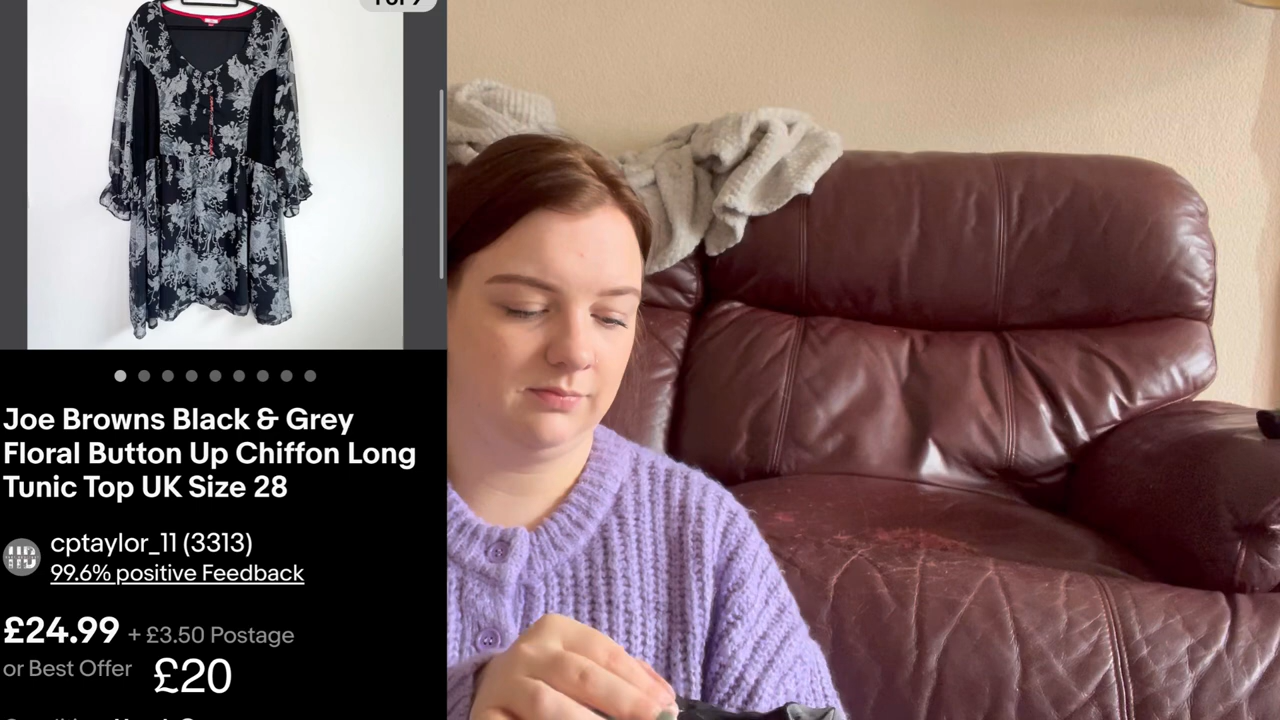 Joe Browns Black & Grey
Floral Button Up Chiffon Long
Tunic Top UK Size 28
cptaylor_11 (3313)
99.6% positive Feedback
£24.99 + £3.50 Postage
or Best Offer £20